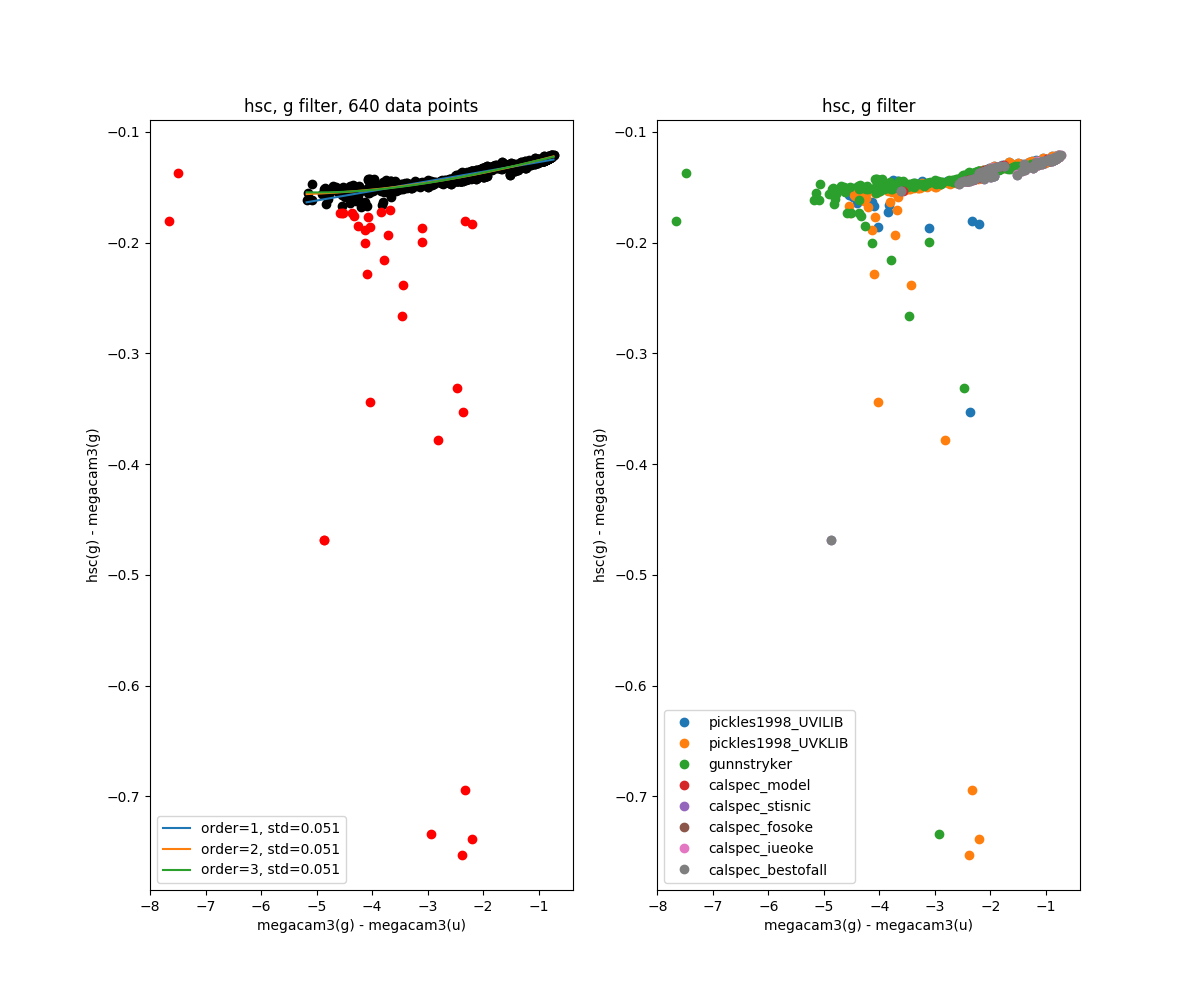 hsc, g filter, 640 data points
hsc(g) - megacam3(g)
−0.1
−0.2
−0.3
−0.4
−0.5
−0.6
−0.7
order=1, std=0.051
order=2, std=0.051
order=3, std=0.051
−8
−7
−6
−5
−4
−3
−2
−1
megacam3(g) - megacam3(u)
hsc, g filter
hsc(g) - megacam3(g)
−0.1
−0.2
−0.3
−0.4
−0.5
−0.6
−0.7
pickles1998_UVILIB
pickles1998_UVKLIB
gunnstryker
calspec_model
calspec_stisnic
calspec_fosoke
calspec_iueoke
calspec_bestofall
−8
−7
−6
−5
−4
−3
−2
−1
megacam3(g) - megacam3(u)